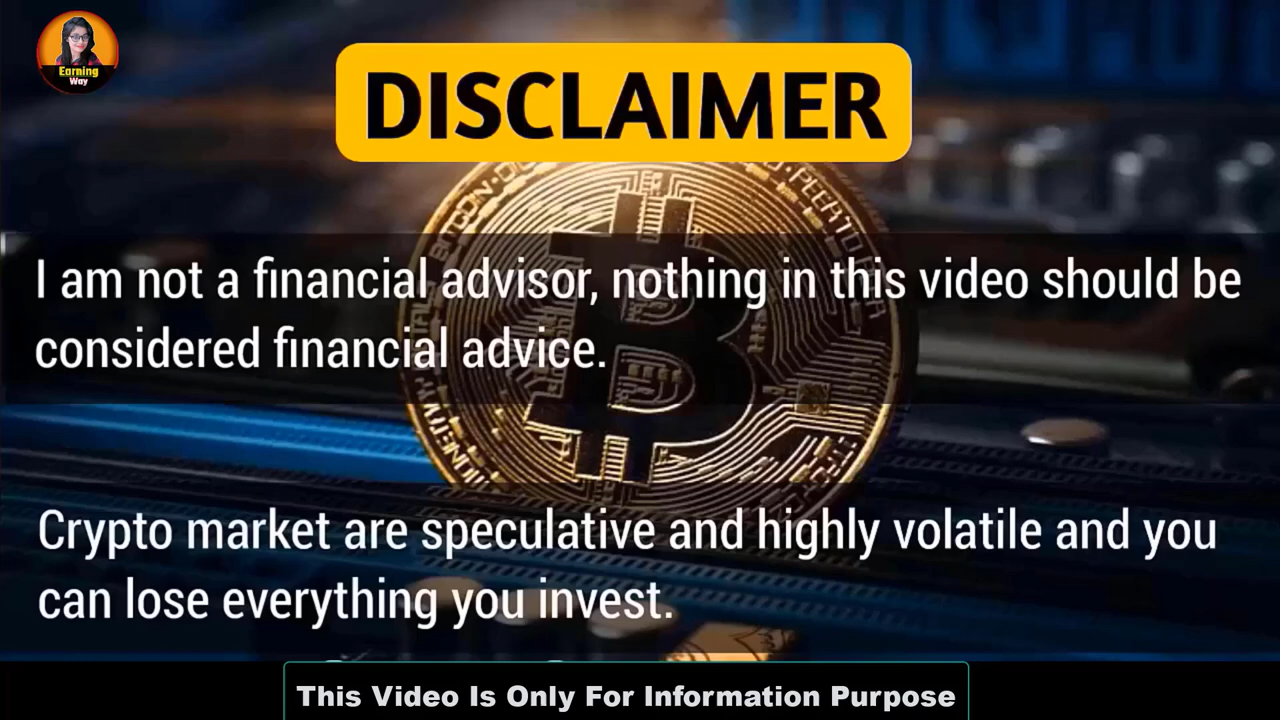 Earning
Way
DISCLAIMER
I am not a financial advisor, nothing in this video should be
considered financial advice.
Crypto market are speculative and highly volatile and you
can lose everything you invest.
This Video Is Only For Information Purpose